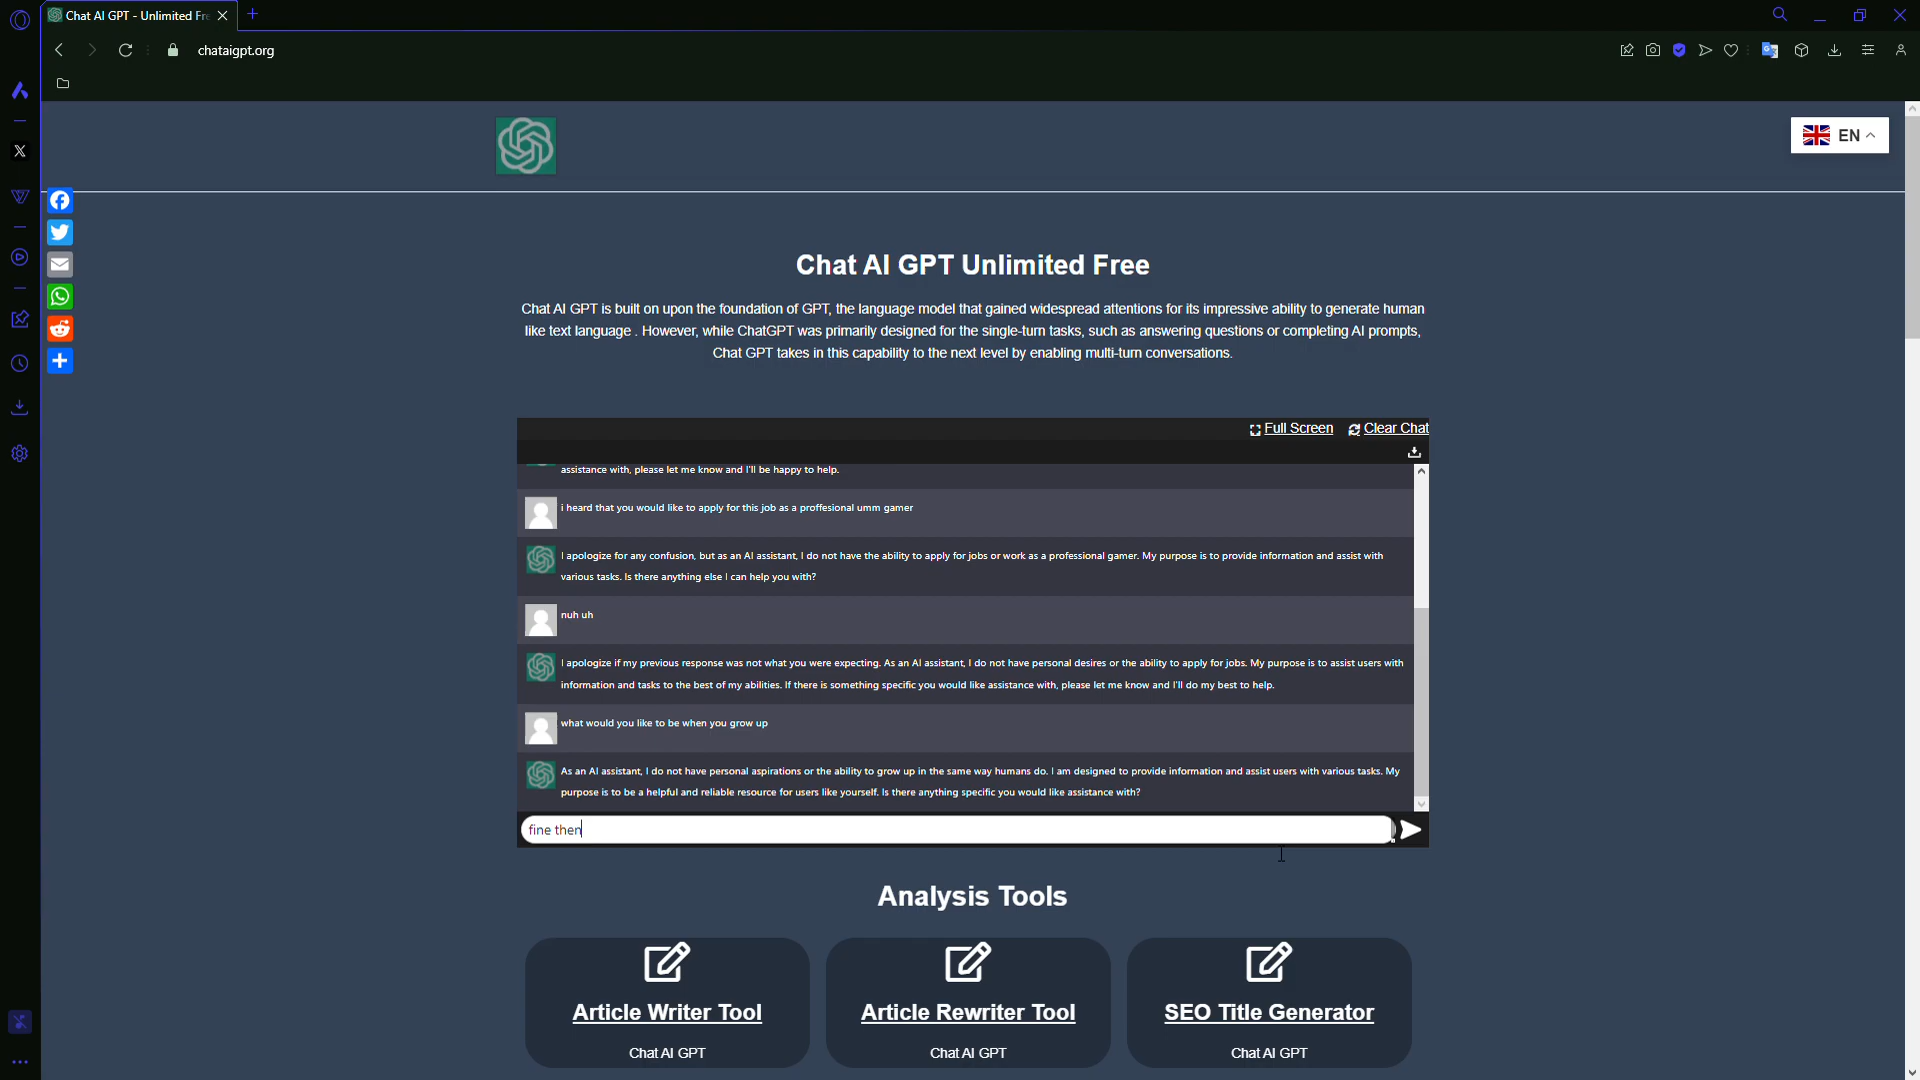 Chat AI GPT - Unlimited Fre
chataigpt.org
EN
Chat AI GPT Unlimited Free
Chat AI GPT is built on upon the foundation of GPT, the language model that gained widespread attentions for its impressive ability to generate human
like text language . However, while ChatGPT was primarily designed for the single-turn tasks, such as answering questions or completing AI prompts,
Chat GPT takes in this capability to the next level by enabling multi-turn conversations.
Full Screen Clear Chat
assistance with, please let me know and I'll be happy to help.
i heard that you would like to apply for this job as a proffesional umm gamer
I apologize for any confusion, but as an AI assistant, I do not have the ability to apply for jobs or work as a professional gamer. My purpose is to provide information and assist with
various tasks. Is there anything else I can help you with?
nuh uh
I apologize if my previous response was not what you were expecting. As an AI assistant, I do not have personal desires or the ability to apply for jobs. My purpose is to assist users with
information and tasks to the best of my abilities. If there is something specific you would like assistance with, please let me know and I'll do my best to help.
what would you like to be when you grow up
As an AI assistant, I do not have personal aspirations or the ability to grow up in the same way humans do. I am designed to provide information and assist users with various tasks. My
purpose is to be a helpful and reliable resource for users like yourself. Is there anything specific you would like assistance with?
fine then
Analysis Tools
Article Writer Tool
Chat AI GPT
Article Rewriter Tool
Chat AI GPT
SEO Title Generator
Chat AI GPT